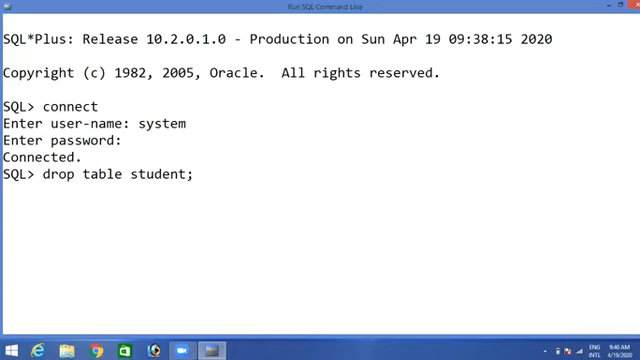 Run SQL Command Line
SQL*Plus: Release 10.2.0.1.0 - Production on Sun Apr 19 09:38:15 2020
Copyright (c) 1982, 2005, Oracle.  All rights reserved.
SQL> connect
Enter user-name: system
Enter password:
Connected.
SQL> drop table student;
ENG
INTL
9:40 AM
4/19/2020